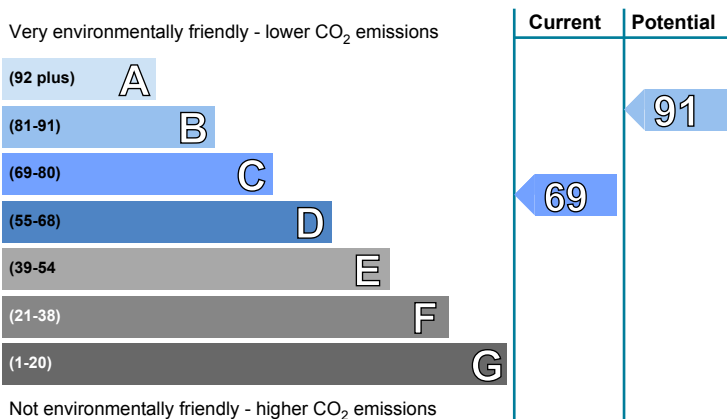 Current Potential
Very environmentally friendly - lower CO2 emissions
(92 plus) A
(81-91) B
91
(69-80) C
69
(55-68) D
(39-54 E
(21-38) F
(1-20) G
Not environmentally friendly - higher CO2 emissions